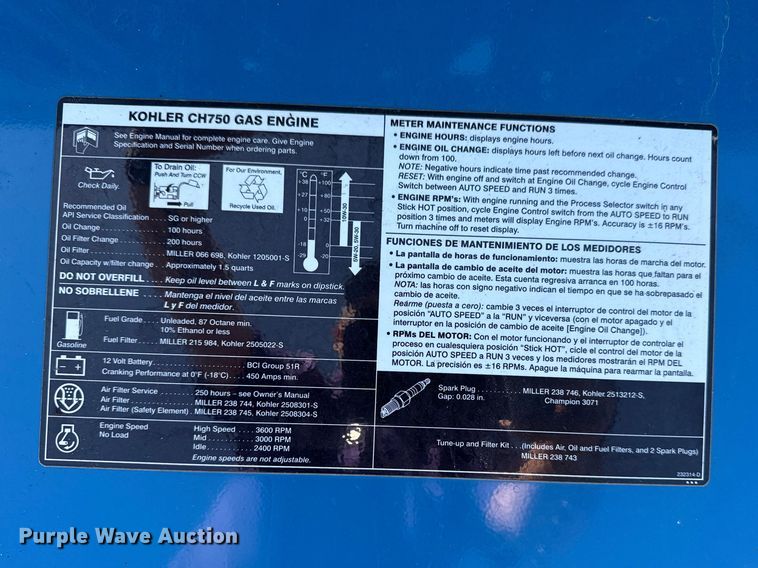 KOHLER CH750 GAS ENGINE
See Engine Manual for complete engine care. Give Engine
Specification and Serial Number when ordering parts.
Check Daily.
To Drain Oil:
Push And Turn CCW
Pull
For Our Environment,
Recycle Used Oil.
Recommended Oil
API Service Classification . . . . SG or higher
Oil Change . . . . 100 hours
Oil Filter Change . . . . 200 hours
Oil Filter . . . . MILLER 066 698, Kohler 1205001-S
Oil Capacity w/filter change . . Approximately 1.5 quarts
°C °F
+38 +100
+27 +80
+16 +60
0 +32
-18 0
-29 -20
10W-30
5W-20, 5W-30
DO NOT OVERFILL . . . . Keep oil level between L & F marks on dipstick.
NO SOBRELLENE . . . . Mantenga el nivel del aceite entre las marcas
L y F del medidor.
Gasoline
Fuel Grade . . . . Unleaded, 87 Octane min.
10% Ethanol or less
Fuel Filter . . . . MILLER 215 984, Kohler 2505022-S
12 Volt Battery . . . . BCI Group 51R
Cranking Performance at 0°F (-18°C) . . . . 450 Amps min.
Air Filter Service . . . . 250 hours – see Owner's Manual
Air Filter . . . . MILLER 238 744, Kohler 2508301-S
Air Filter (Safety Element) . . MILLER 238 745, Kohler 2508304-S
Engine Speed High Speed . . 3600 RPM
No Load Mid . . . . 3000 RPM
Idle . . . . 2400 RPM
Engine speeds are not adjustable.
METER MAINTENANCE FUNCTIONS
• ENGINE HOURS: displays engine hours.
• ENGINE OIL CHANGE: displays hours left before next oil change. Hours count
down from 100.
NOTE: Negative hours indicate time past recommended change.
RESET: With engine off and switch at Engine Oil Change, cycle Engine Control
Switch between AUTO SPEED and RUN 3 times.
• ENGINE RPM's: With engine running and the Process Selector switch in any
Stick HOT position, cycle Engine Control switch from the AUTO SPEED to RUN
position 3 times and meters will display Engine RPM's. Accuracy is ±16 RPM's.
Turn machine off to reset display.
FUNCIONES DE MANTENIMIENTO DE LOS MEDIDORES
• La pantalla de horas de funcionamiento: muestra las horas de marcha del motor.
• La pantalla de cambio de aceite del motor: muestra las horas que faltan para el
próximo cambio de aceite. Esta cuenta regresiva arranca en 100 horas.
NOTA: las horas con signo negativo indican el tiempo en que se ha sobrepasado el
cambio de aceite.
Reárme (puesta a cero): cambie 3 veces el interruptor de control del motor de la
posición "AUTO SPEED" a la "RUN" y viceversa (con el motor apagado y el
interruptor en la posición de cambio de aceite [Engine Oil Change]).
• RPMs DEL MOTOR: Con el motor funcionando y el interruptor de controlar el
proceso en cualesquiera posición "Stick HOT", cicle el control del motor de la
posición AUTO SPEED a RUN 3 veces y los medidores mostrarán el RPM DEL
MOTOR. La precisión es ±16 RPMs. Apague la máquina para rearmar la pantalla.
Spark Plug . . . . MILLER 238 746, Kohler 2513212-S,
Gap: 0.028 in. Champion 3071
Tune-up and Filter Kit . . . (Includes Air, Oil and Fuel Filters, and 2 Spark Plugs)
MILLER 238 743
232314-D
Purple Wave Auction